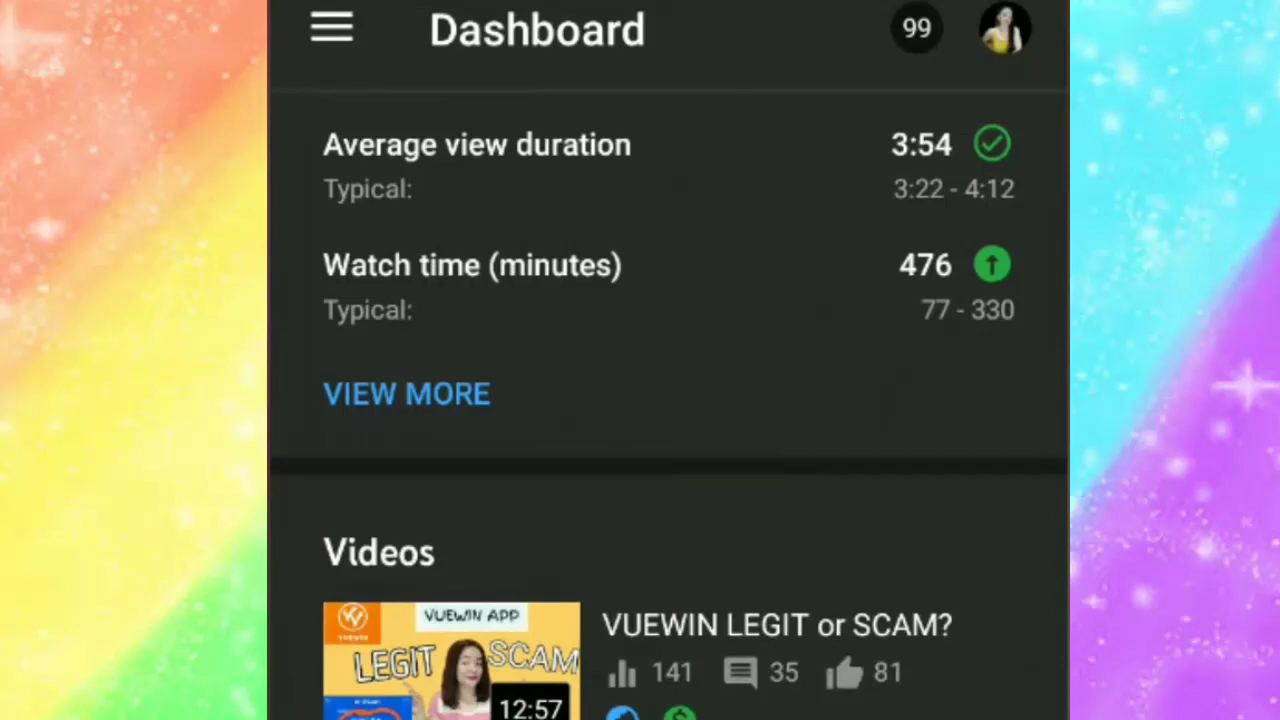 Dashboard
99
Average view duration
3:54
Typical:
3:22 - 4:12
Watch time (minutes)
476
Typical:
77 - 330
VIEW MORE
Videos
VUEWIN APP
LEGIT
SCAM
12:57
VUEWIN LEGIT or SCAM?
141
35
81